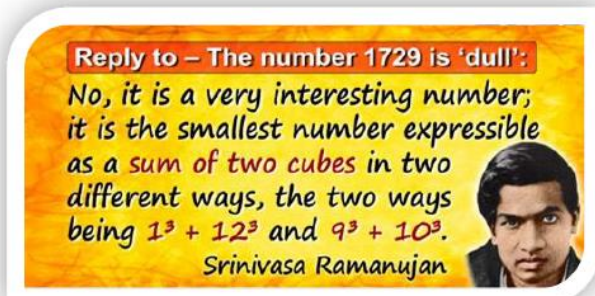 Reply to – The number 1729 is ‘dull’:
No, it is a very interesting number;
it is the smallest number expressible
as a sum of two cubes in two
different ways, the two ways
being 1³ + 12³ and 9³ + 10³.
Srinivasa Ramanujan